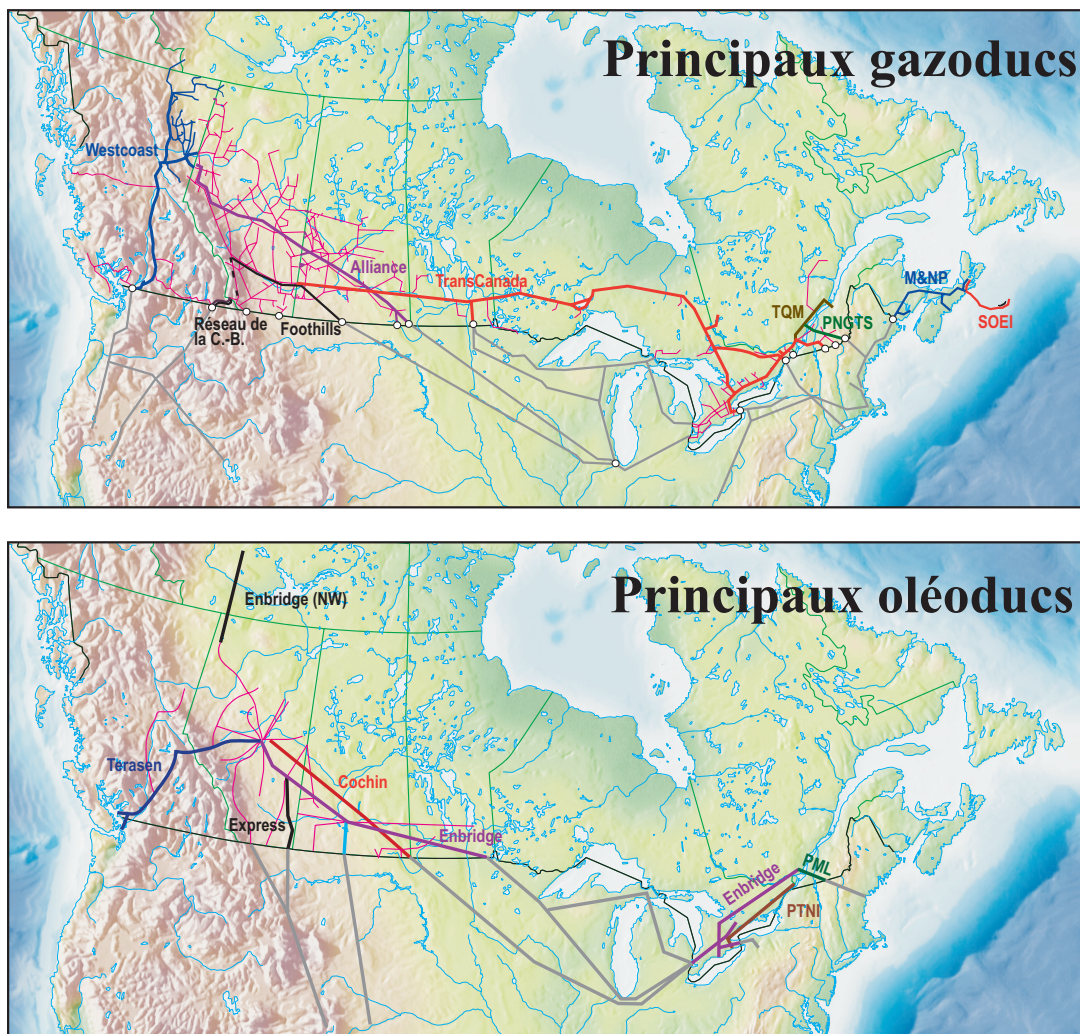 Principaux gazoducs
Westcoast
Alliance
TransCanada
Réseau de
la C.-B.
Foothills
TQM
PNGTS
M&NP
SOEI
Principaux oléoducs
Enbridge (NW)
Terasen
Cochin
Express
Enbridge
Enbridge
PML
PTNI